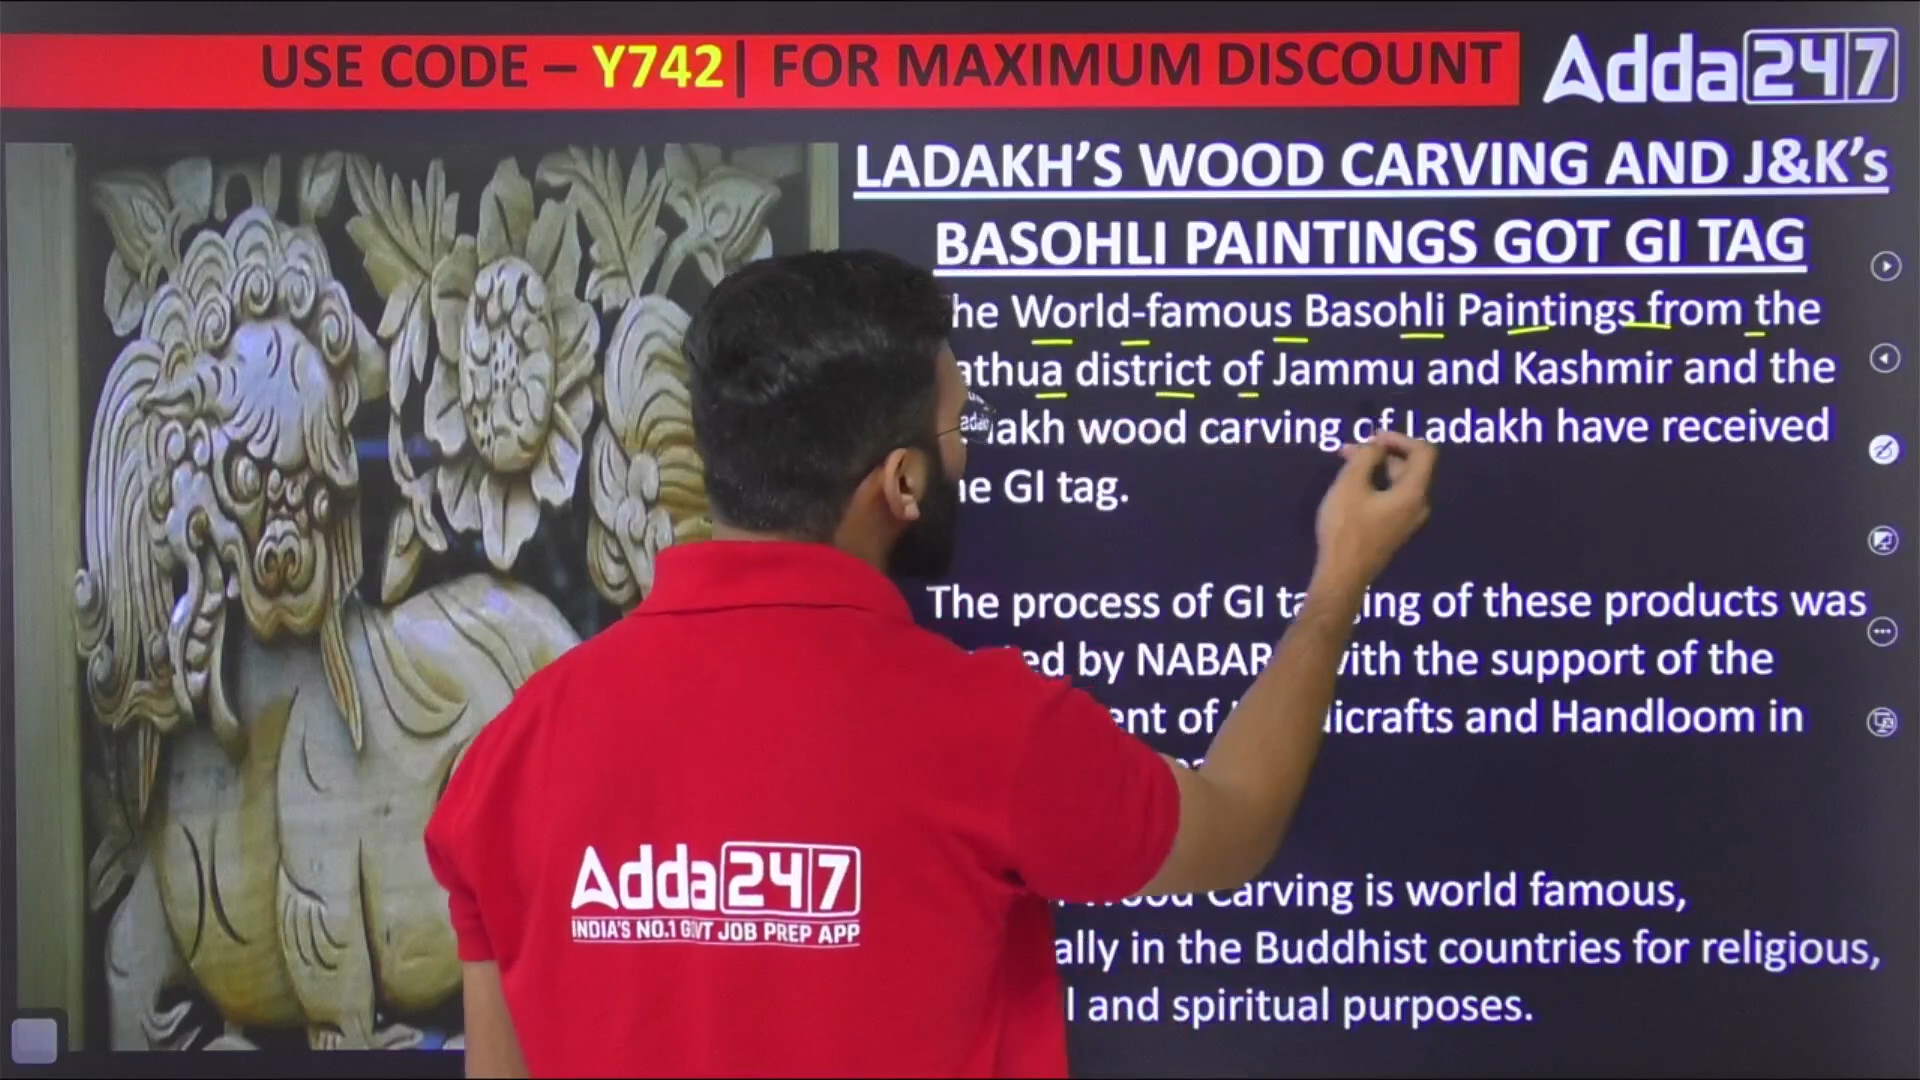 USE CODE – Y742 | FOR MAXIMUM DISCOUNT
Adda247
LADAKH'S WOOD CARVING AND J&K's
BASOHLI PAINTINGS GOT GI TAG
he World-famous Basohli Paintings from the
athua district of Jammu and Kashmir and the
lakh wood carving of Ladakh have received
he GI tag.
The process of GI ta ing of these products was
ed by NABAR with the support of the
ent of icrafts and Handloom in
Carving is world famous,
ally in the Buddhist countries for religious,
l and spiritual purposes.
Adda247
INDIA'S NO.1 GOVT JOB PREP APP